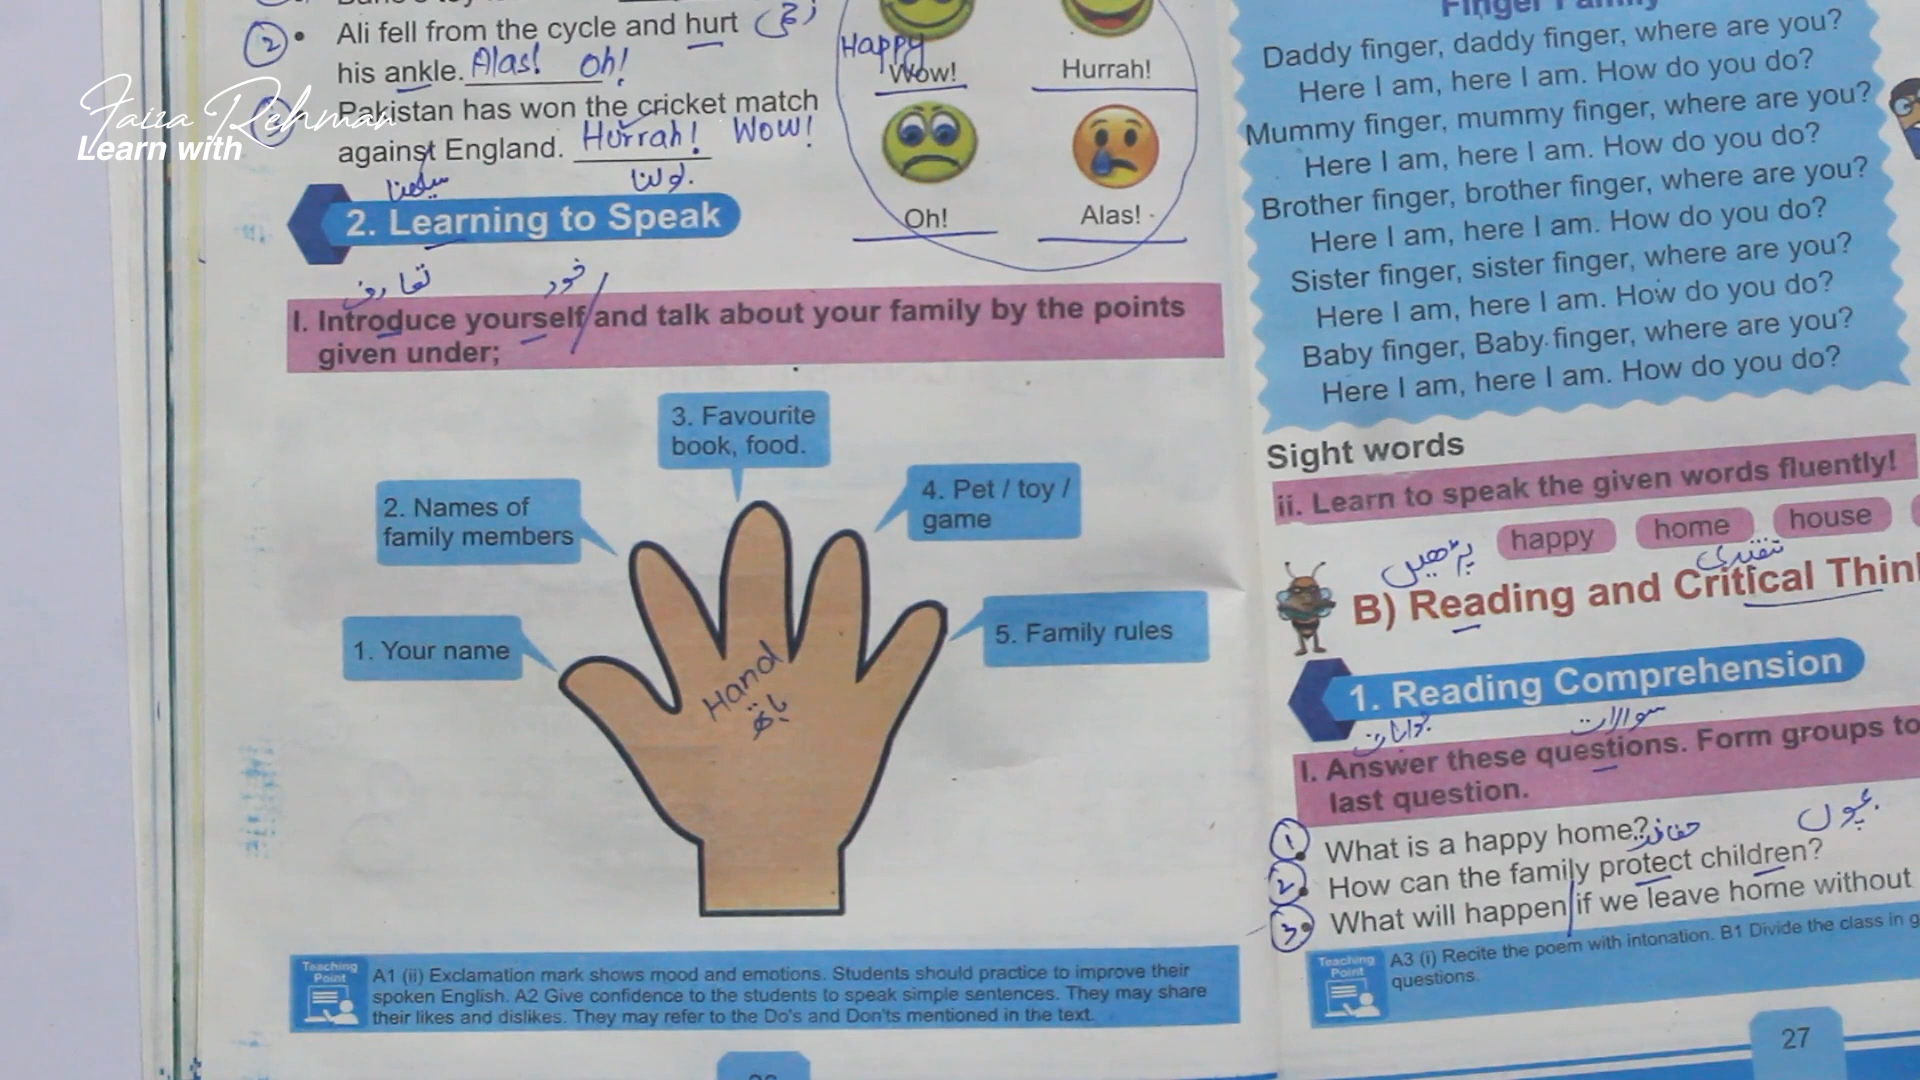 2 • Ali fell from the cycle and hurt
his ankle. Alas! Oh!
Pakistan has won the cricket match
against England. Hurrah! Wow!
Faiza Rehman
Learn with
Happy
Wow!
Hurrah!
Oh!
Alas!
بولنا
2. Learning to Speak
تعارف خود
I. Introduce yourself and talk about your family by the points
given under;
3. Favourite
book, food.
2. Names of
family members
4. Pet / toy /
game
1. Your name
5. Family rules
Hand
ہاتھ
Teaching
Point
A1 (ii) Exclamation mark shows mood and emotions. Students should practice to improve their
spoken English. A2 Give confidence to the students to speak simple sentences. They may share
their likes and dislikes. They may refer to the Do's and Don'ts mentioned in the text.
Daddy finger, daddy finger, where are you?
Here I am, here I am. How do you do?
Mummy finger, mummy finger, where are you?
Here I am, here I am. How do you do?
Brother finger, brother finger, where are you?
Here I am, here I am. How do you do?
Sister finger, sister finger, where are you?
Here I am, here I am. How do you do?
Baby finger, Baby finger, where are you?
Here I am, here I am. How do you do?
Sight words
ii. Learn to speak the given words fluently!
happy home house
پڑھیں تنقیدی
B) Reading and Critical Thin
1. Reading Comprehension
جوابات سوالات
I. Answer these questions. Form groups to
last question.
1 What is a happy home?
2 How can the family protect children?
3 What will happen if we leave home without
Teaching
Point
A3 (i) Recite the poem with intonation. B1 Divide the class in g
questions.
27